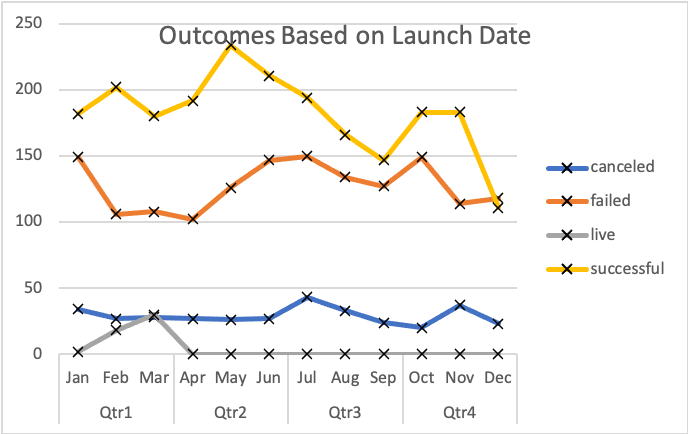 Outcomes Based on Launch Date
250
200
150
100
50
0
Jan Feb Mar Apr May Jun Jul Aug Sep Oct Nov Dec
Qtr1 Qtr2 Qtr3 Qtr4
canceled
failed
live
successful